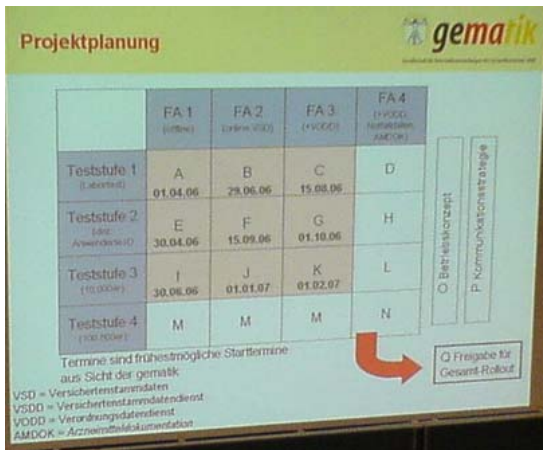 Projektplanung
gematik
FA 1
FA 2
FA 3
FA 4
(offline)
(online VSD)
(+VODD)
(+VODD,
Notfalldaten,
AMDOK)
Teststufe 1
(Labortest)
A
B
C
D
01.04.06
29.06.06
15.08.06
Teststufe 2
Anwendertest)
E
F
G
H
30.04.06
15.09.06
01.10.06
Teststufe 3
(10.000er)
I
J
K
L
30.06.06
01.01.07
01.02.07
Teststufe 4
(100.000er)
M
M
M
N
O Betriebskonzept
P Kommunikationsstrategie
Q Freigabe für
Gesamt-Rollout
Termine sind frühestmögliche Starttermine
aus Sicht der gematik
VSD = Versichertenstammdaten
VSDD = Versichertenstammdatendienst
VODD = Verordnungsdatendienst
AMDOK = Arzneimitteldokumentation